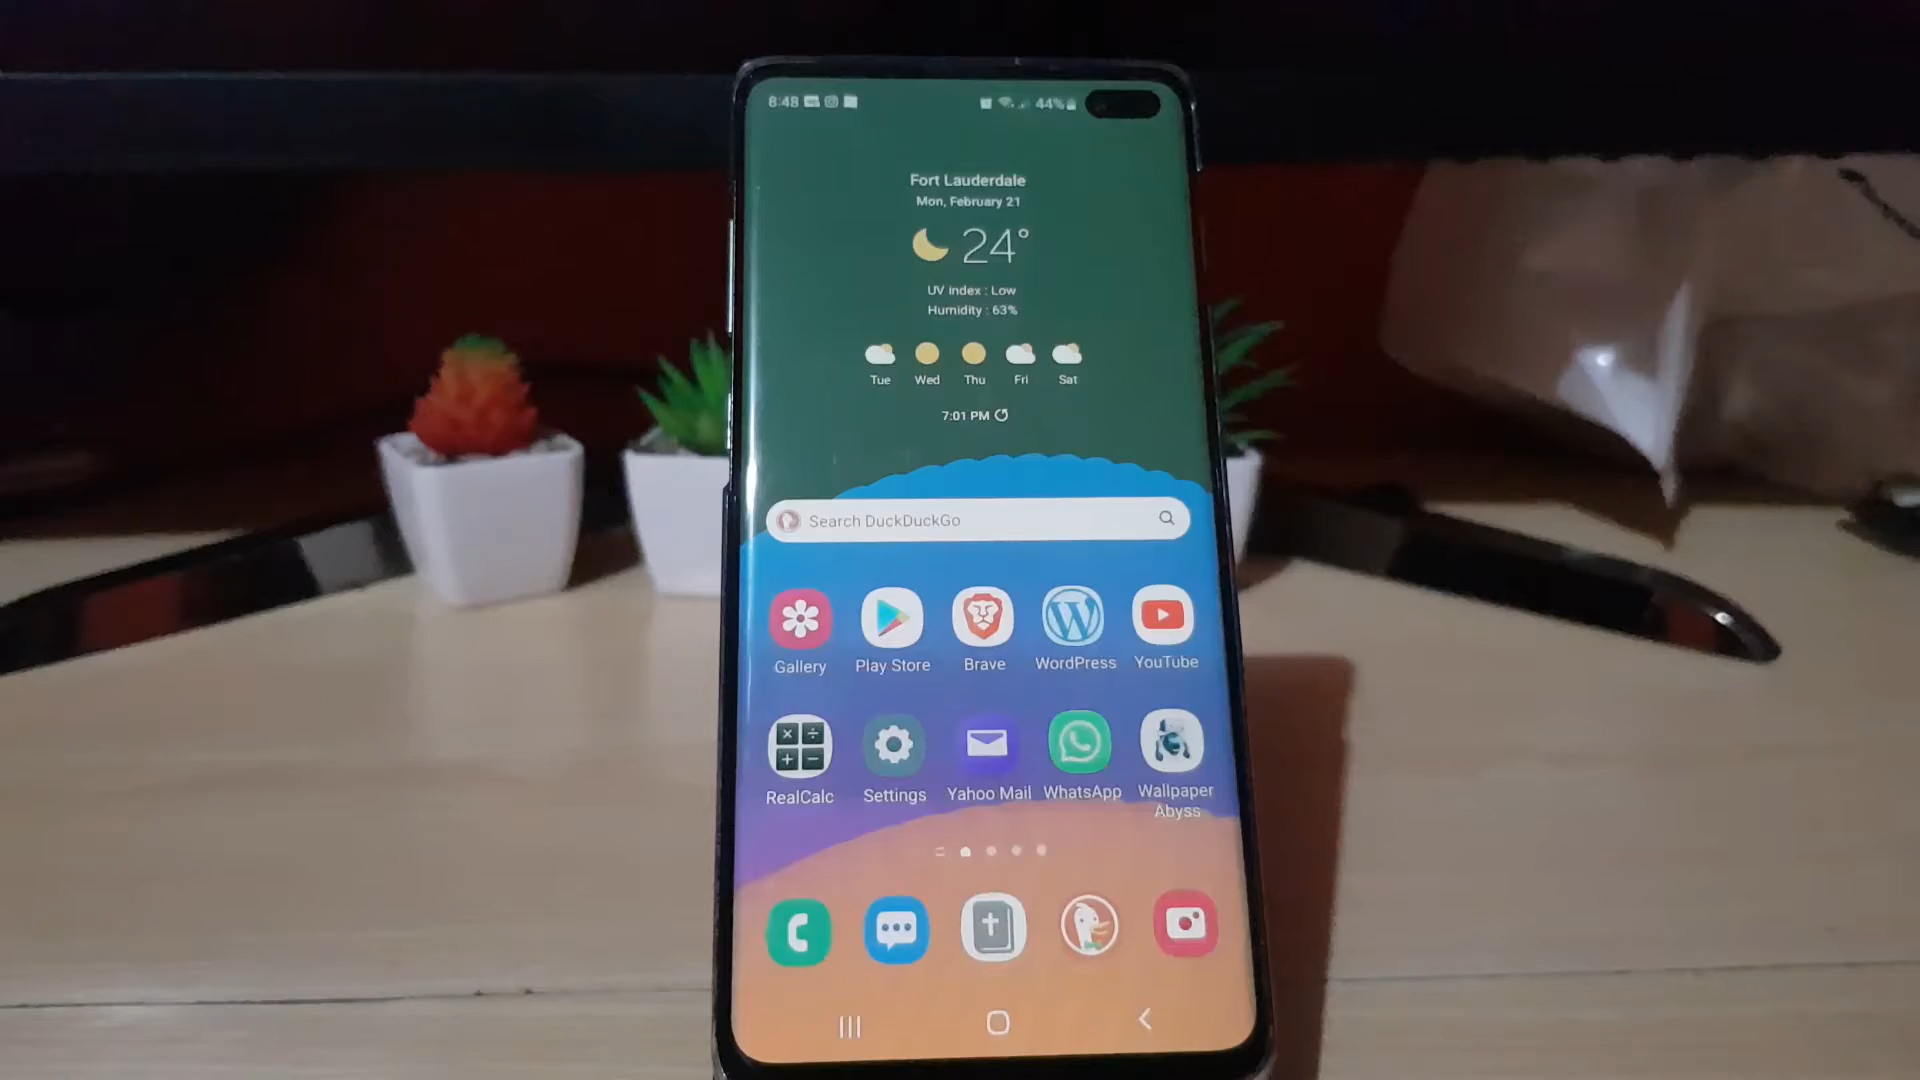 8:48
44%
Fort Lauderdale
Mon, February 21
24°
UV index : Low
Humidity : 63%
Tue Wed Thu Fri Sat
7:01 PM
Search DuckDuckGo
Gallery Play Store Brave WordPress YouTube
RealCalc Settings Yahoo Mail WhatsApp Wallpaper
Abyss